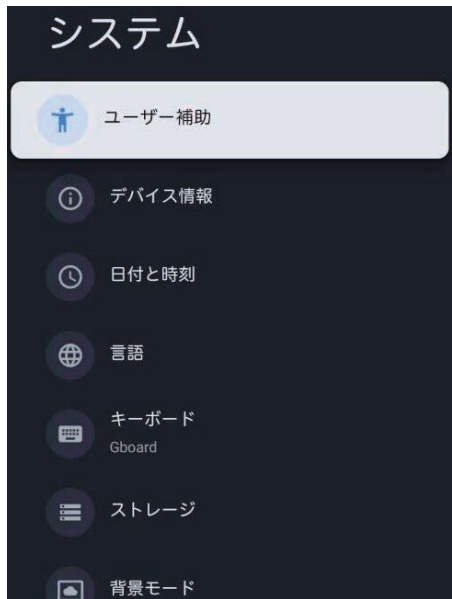 システム
ユーザー補助
デバイス情報
日付と時刻
言語
キーボード
Gboard
ストレージ
背景モード